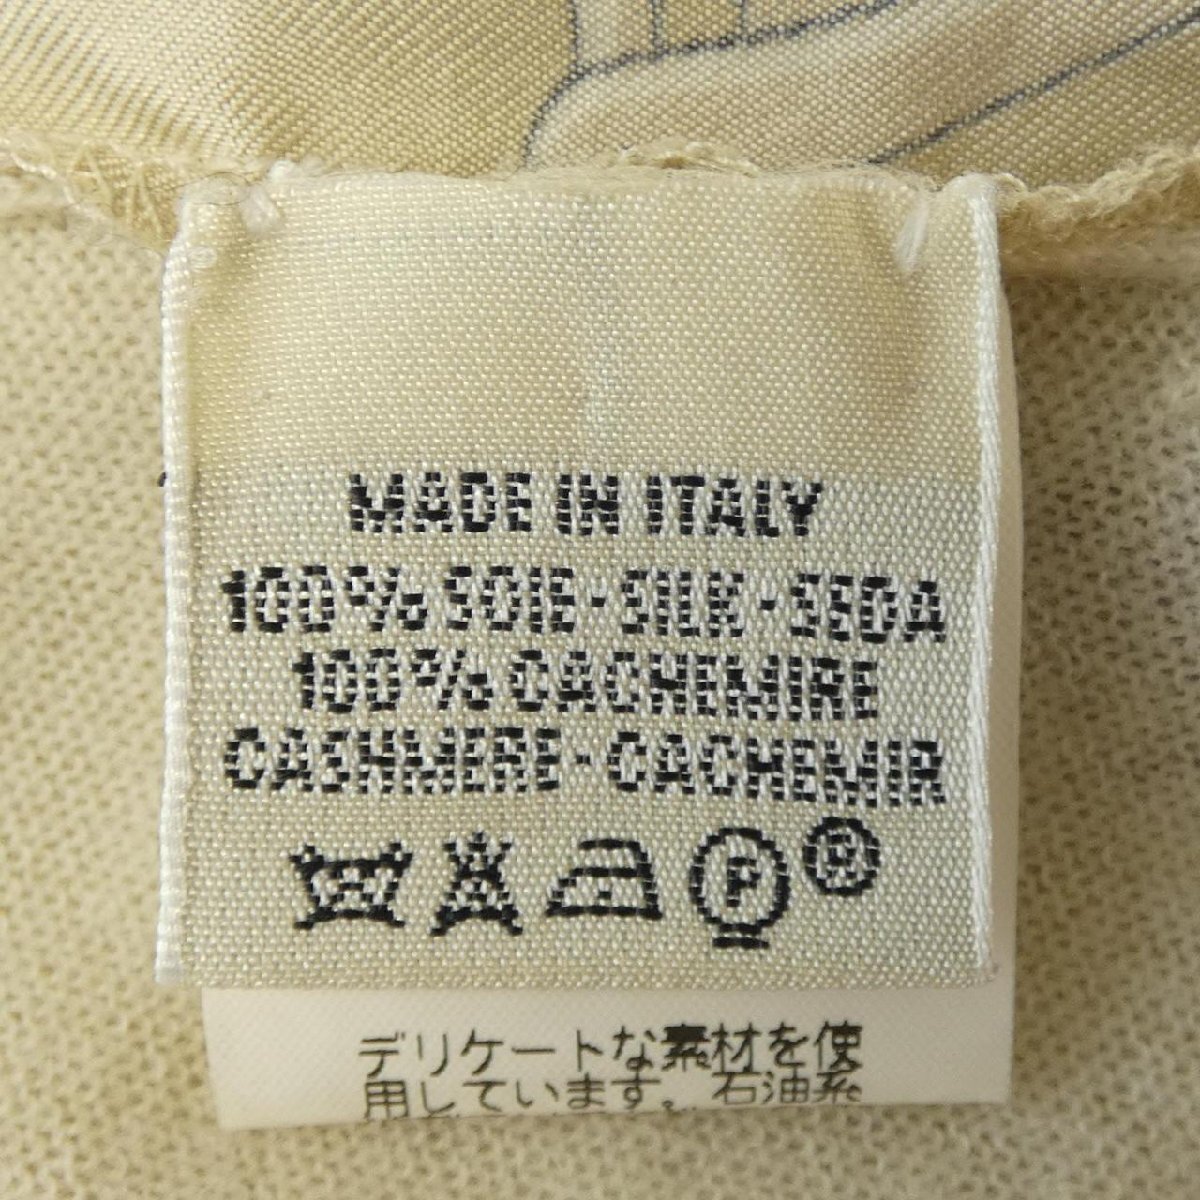 MADE IN ITALY
100% SOIE·SILK·SEDA
100% CACHEMIRE
CASHMERE·CACHEMIR
P ®
デリケートな素材を使
用しています。石油系